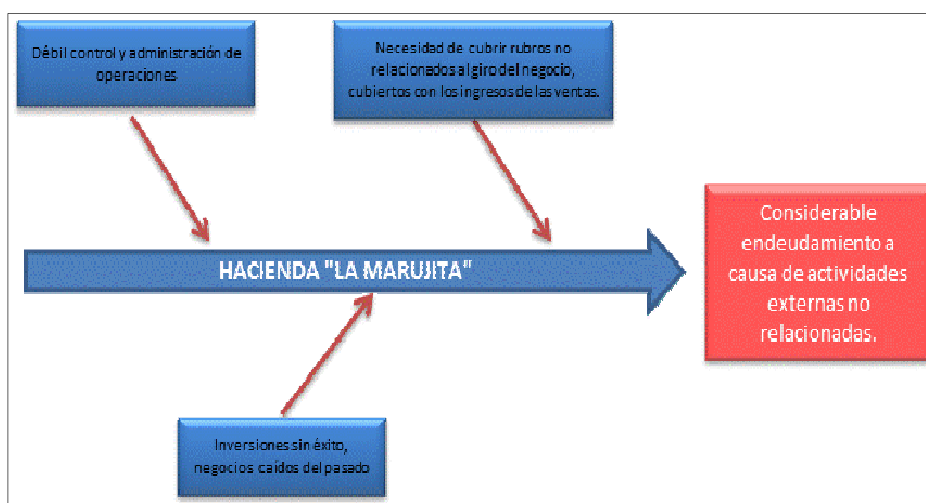 Débil control y administración de
operaciones
Necesidad de cubrir rubros no
relacionados al giro del negocio,
cubiertos con los ingresos de las ventas.
HACIENDA "LA MARUJITA"
Considerable
endeudamiento a
causa de actividades
externas no
relacionadas.
Inversiones sin éxito,
negocios caídos del pasado